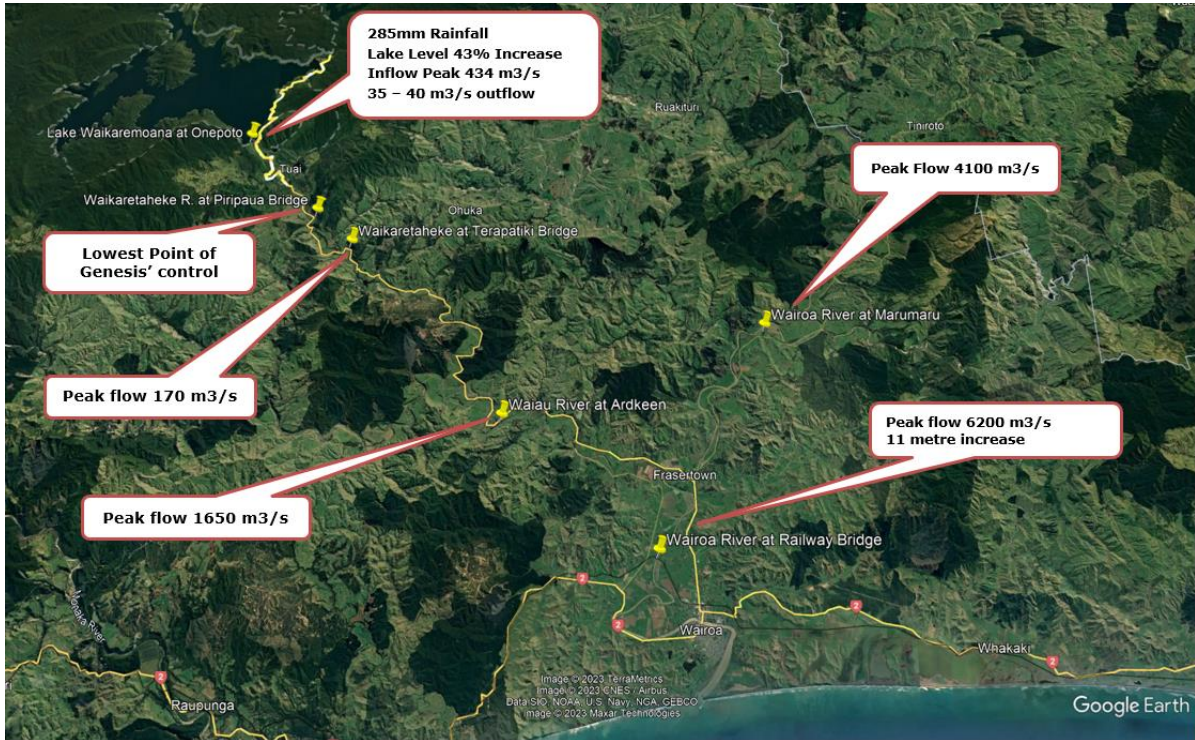 285mm Rainfall
Lake Level 43% Increase
Inflow Peak 434 m3/s
35 – 40 m3/s outflow
Ruakituri
Tiniroto
Lake Waikaremoana at Onepoto
Tuai
Peak Flow 4100 m3/s
Waikaretaheke R. at Piripaua Bridge
Ohuka
Waikaretaheke at Terapatiki Bridge
Lowest Point of
Genesis' control
Wairoa River at Marumaru
Peak flow 170 m3/s
Waiau River at Ardkeen
Peak flow 6200 m3/s
11 metre increase
Frasertown
Peak flow 1650 m3/s
Wairoa River at Railway Bridge
2
2
2
Wairoa
Whakaki
2
2
Raupunga
Image © 2023 TerraMetrics
Image © 2023 CNES / Airbus
Data SIO, NOAA, U.S. Navy, NGA, GEBCO
Image © 2023 Maxar Technologies
Google Earth